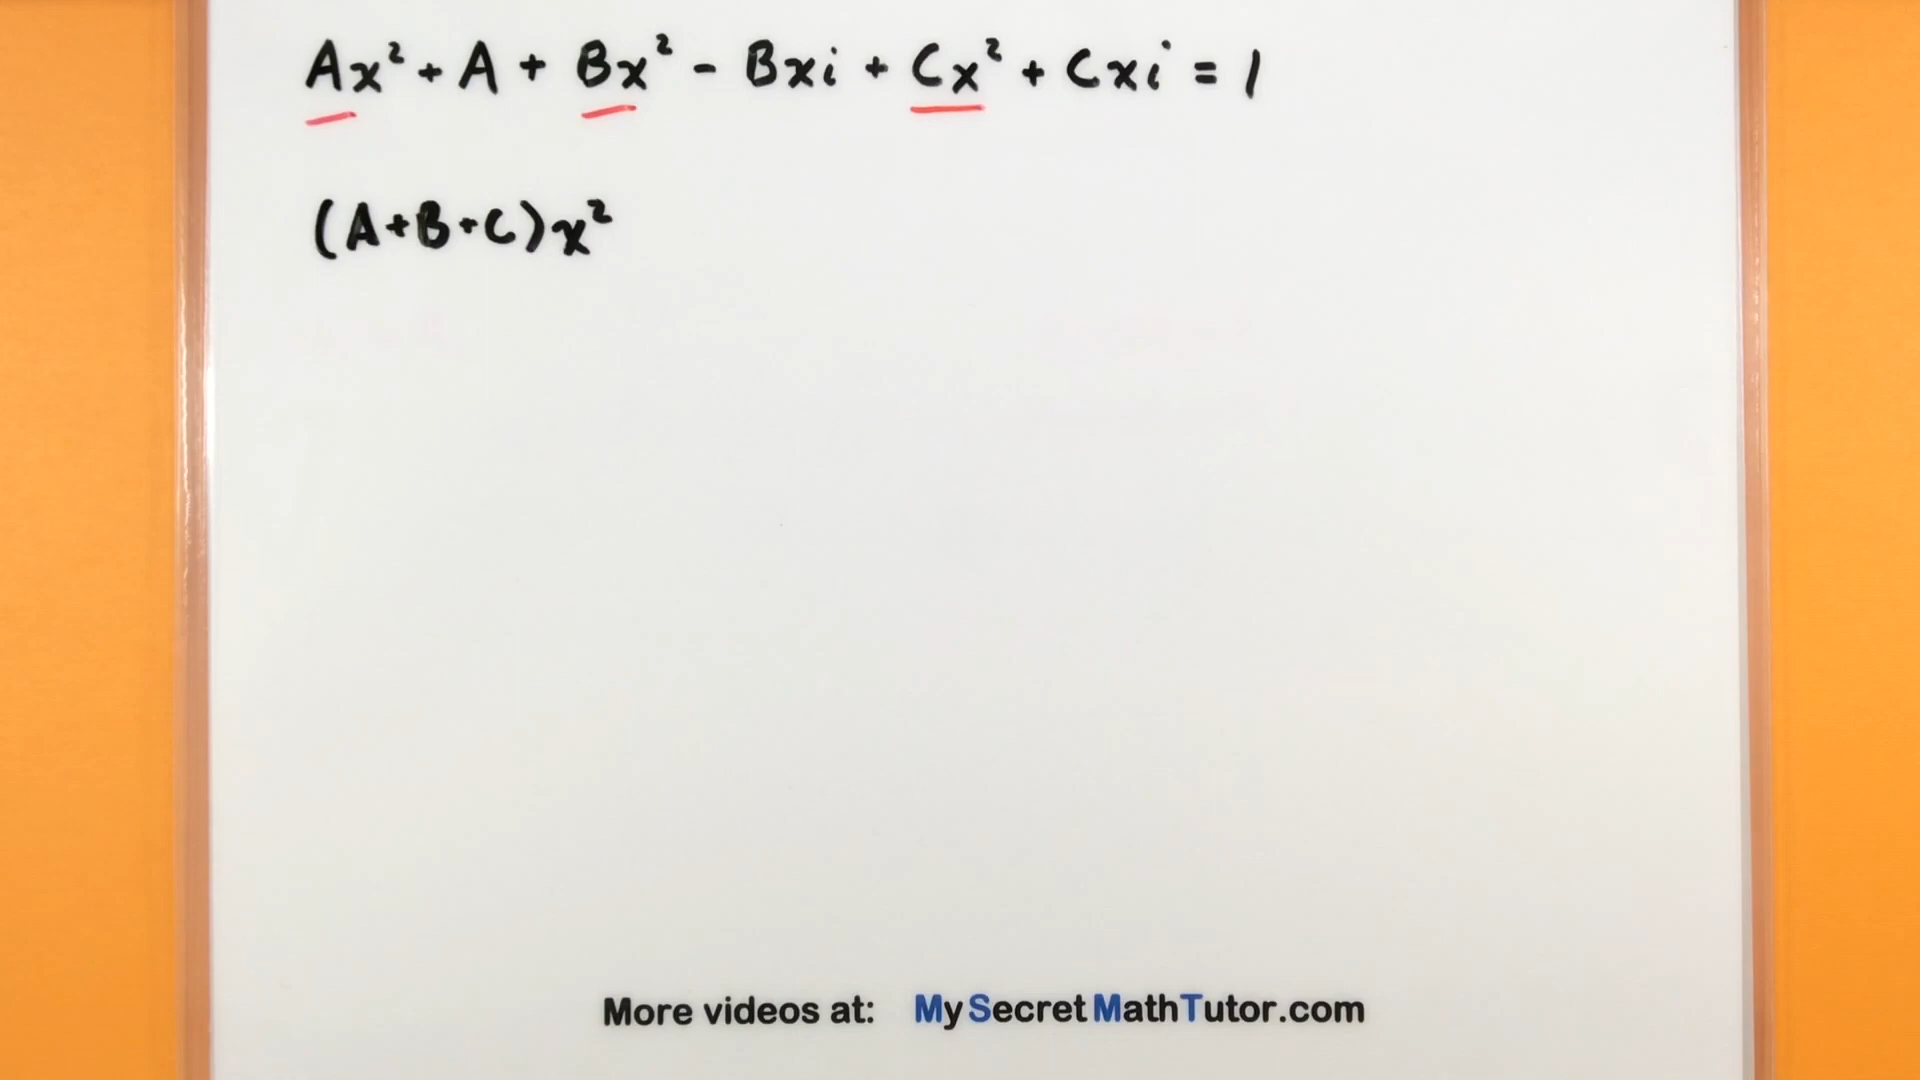 Ax² + A + Bx² - Bxi + Cx² + Cxi = 1
(A+B+C)x²
More videos at: MySecretMathTutor.com